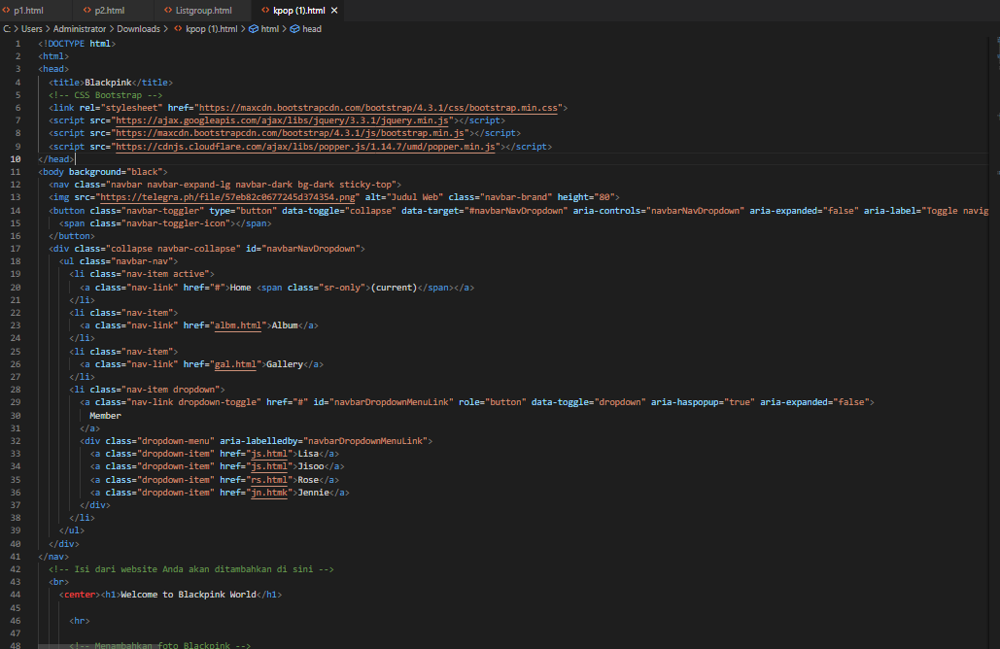 p1.html p2.html Listgroup.html kpop (1).html
C: > Users > Administrator > Downloads > kpop (1).html > html > head
1 <!DOCTYPE html>
2 <html>
3 <head>
4 <title>Blackpink</title>
5 <!-- CSS Bootstrap -->
6 <link rel="stylesheet" href="https://maxcdn.bootstrapcdn.com/bootstrap/4.3.1/css/bootstrap.min.css">
7 <script src="https://ajax.googleapis.com/ajax/libs/jquery/3.3.1/jquery.min.js"></script>
8 <script src="https://maxcdn.bootstrapcdn.com/bootstrap/4.3.1/js/bootstrap.min.js"></script>
9 <script src="https://cdnjs.cloudflare.com/ajax/libs/popper.js/1.14.7/umd/popper.min.js"></script>
10 </head>
11 <body background="black">
12 <nav class="navbar navbar-expand-lg navbar-dark bg-dark sticky-top">
13 <img src="https://telegra.ph/file/57eb82c0677245d374354.png" alt="Judul Web" class="navbar-brand" height="80">
14 <button class="navbar-toggler" type="button" data-toggle="collapse" data-target="#navbarNavDropdown" aria-controls="navbarNavDropdown" aria-expanded="false" aria-label="Toggle navig
15 <span class="navbar-toggler-icon"></span>
16 </button>
17 <div class="collapse navbar-collapse" id="navbarNavDropdown">
18 <ul class="navbar-nav">
19 <li class="nav-item active">
20 <a class="nav-link" href="#">Home <span class="sr-only">(current)</span></a>
21 </li>
22 <li class="nav-item">
23 <a class="nav-link" href="albm.html">Album</a>
24 </li>
25 <li class="nav-item">
26 <a class="nav-link" href="gal.html">Gallery</a>
27 </li>
28 <li class="nav-item dropdown">
29 <a class="nav-link dropdown-toggle" href="#" id="navbarDropdownMenuLink" role="button" data-toggle="dropdown" aria-haspopup="true" aria-expanded="false">
30 Member
31 </a>
32 <div class="dropdown-menu" aria-labelledby="navbarDropdownMenuLink">
33 <a class="dropdown-item" href="js.html">Lisa</a>
34 <a class="dropdown-item" href="js.html">Jisoo</a>
35 <a class="dropdown-item" href="rs.html">Rose</a>
36 <a class="dropdown-item" href="jn.htmk">Jennie</a>
37 </div>
38 </li>
39 </ul>
40 </div>
41 </nav>
42 <!-- Isi dari website Anda akan ditambahkan di sini -->
43 <br>
44 <center><h1>Welcome to Blackpink World</h1>
45
46 <hr>
47
48 <!-- Menambahkan foto Blackpink -->